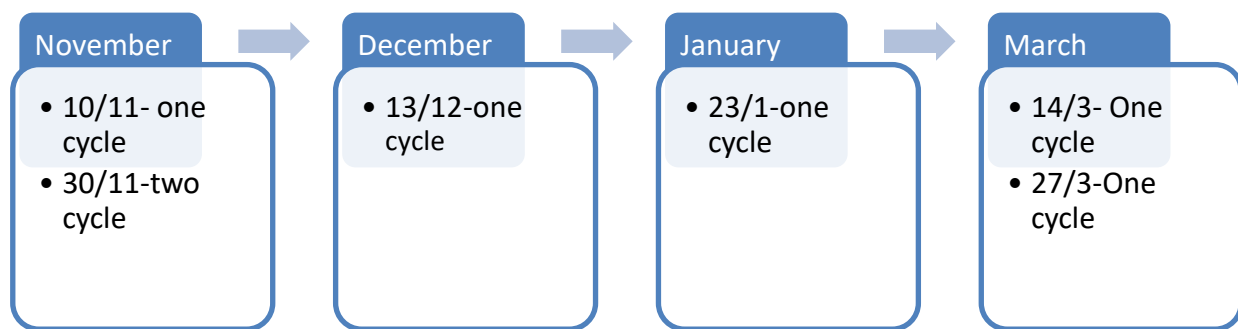 November
• 10/11- one
cycle
• 30/11-two
cycle
December
• 13/12-one
cycle
January
• 23/1-one
cycle
March
• 14/3- One
cycle
• 27/3-One
cycle